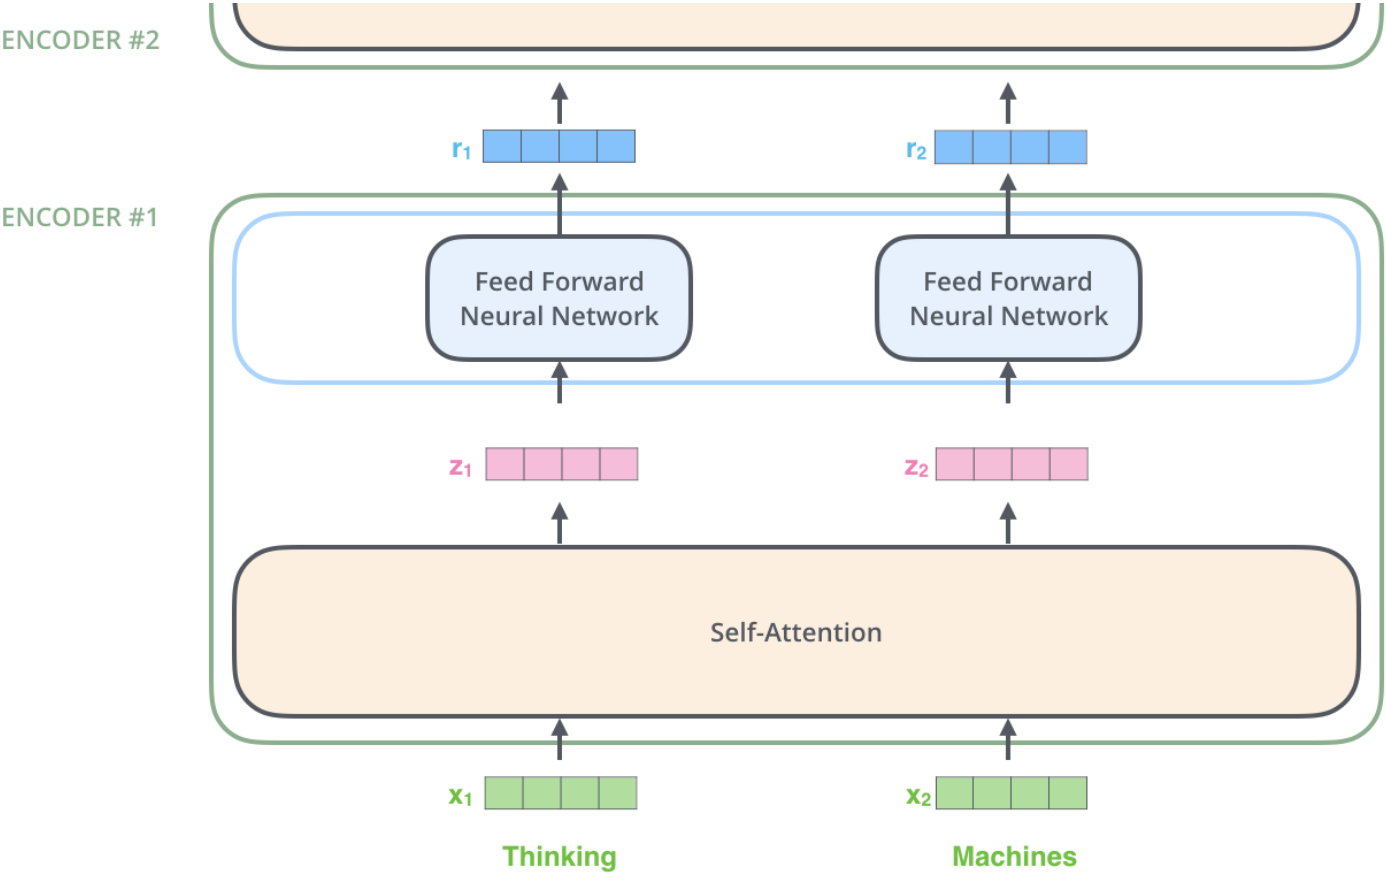 ENCODER #2
r₁
r₂
ENCODER #1
Feed Forward
Neural Network
Feed Forward
Neural Network
z₁
z₂
Self-Attention
x₁
x₂
Thinking
Machines